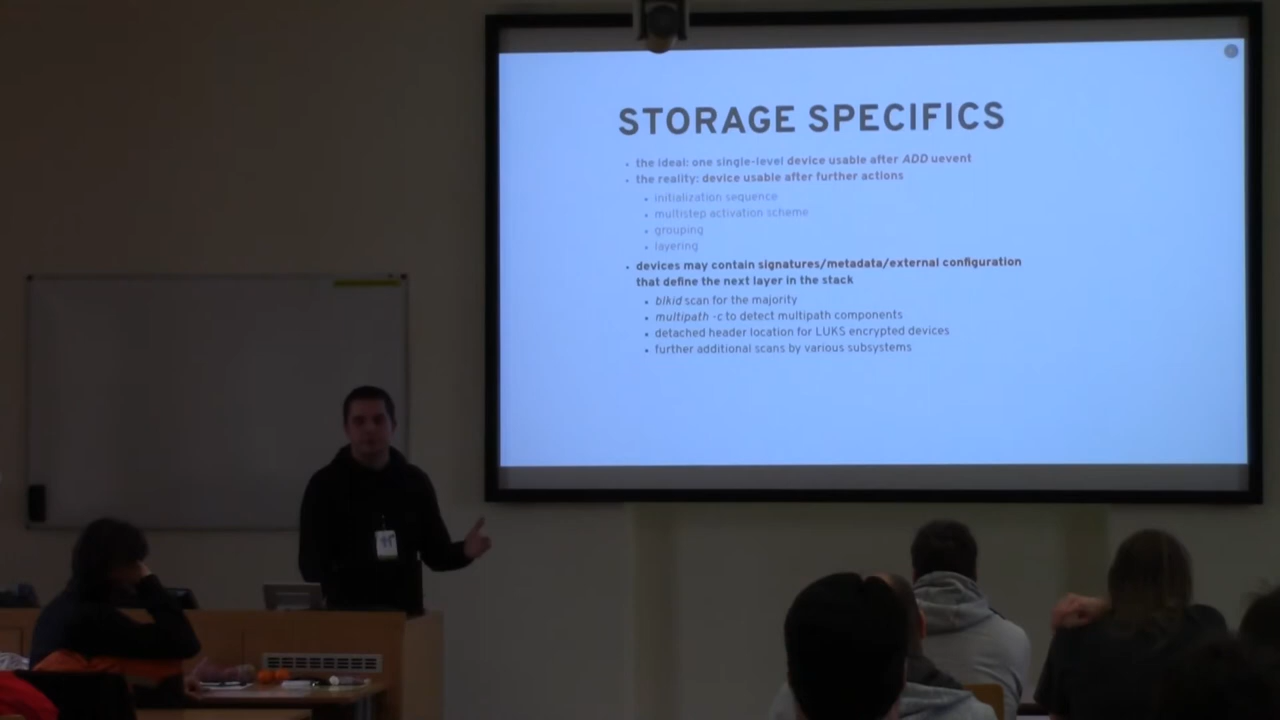 STORAGE SPECIFICS
the ideal: one single-level device usable after ADD uevent
the reality: device usable after further actions
initialization sequence
multistep activation scheme
grouping
layering
devices may contain signatures/metadata/external configuration
that define the next layer in the stack
blkid scan for the majority
multipath -c to detect multipath components
detached header location for LUKS encrypted devices
further additional scans by various subsystems